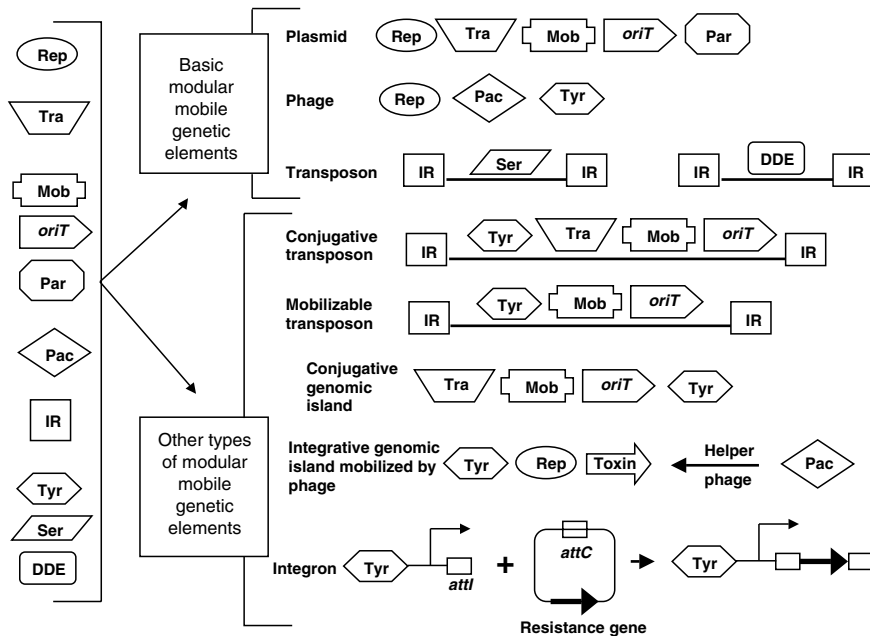 Rep
Tra
Mob
oriT
Par
Pac
IR
Tyr
Ser
DDE
Basic
modular
mobile
genetic
elements
Other types
of modular
mobile
genetic
elements
Plasmid Rep Tra Mob oriT Par
Phage Rep Pac Tyr
Transposon IR Ser IR IR DDE IR
Conjugative
transposon
IR Tyr Tra Mob oriT IR
Mobilizable
transposon
IR Tyr Mob oriT IR
Conjugative
genomic
island
Tra Mob oriT Tyr
Integrative genomic
island mobilized by
phage
Tyr Rep Toxin
Helper
phage
Pac
Integron Tyr attI + attC Tyr
Resistance gene